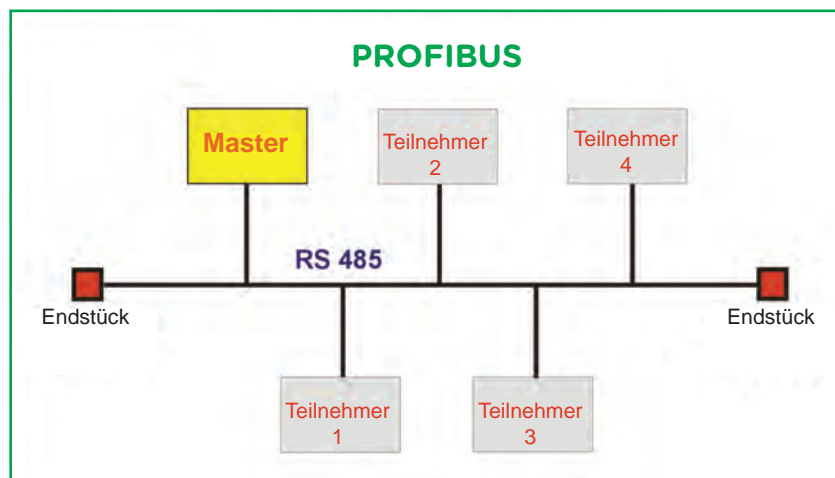 PROFIBUS
Master
Teilnehmer
2
Teilnehmer
4
RS 485
Endstück
Endstück
Teilnehmer
1
Teilnehmer
3